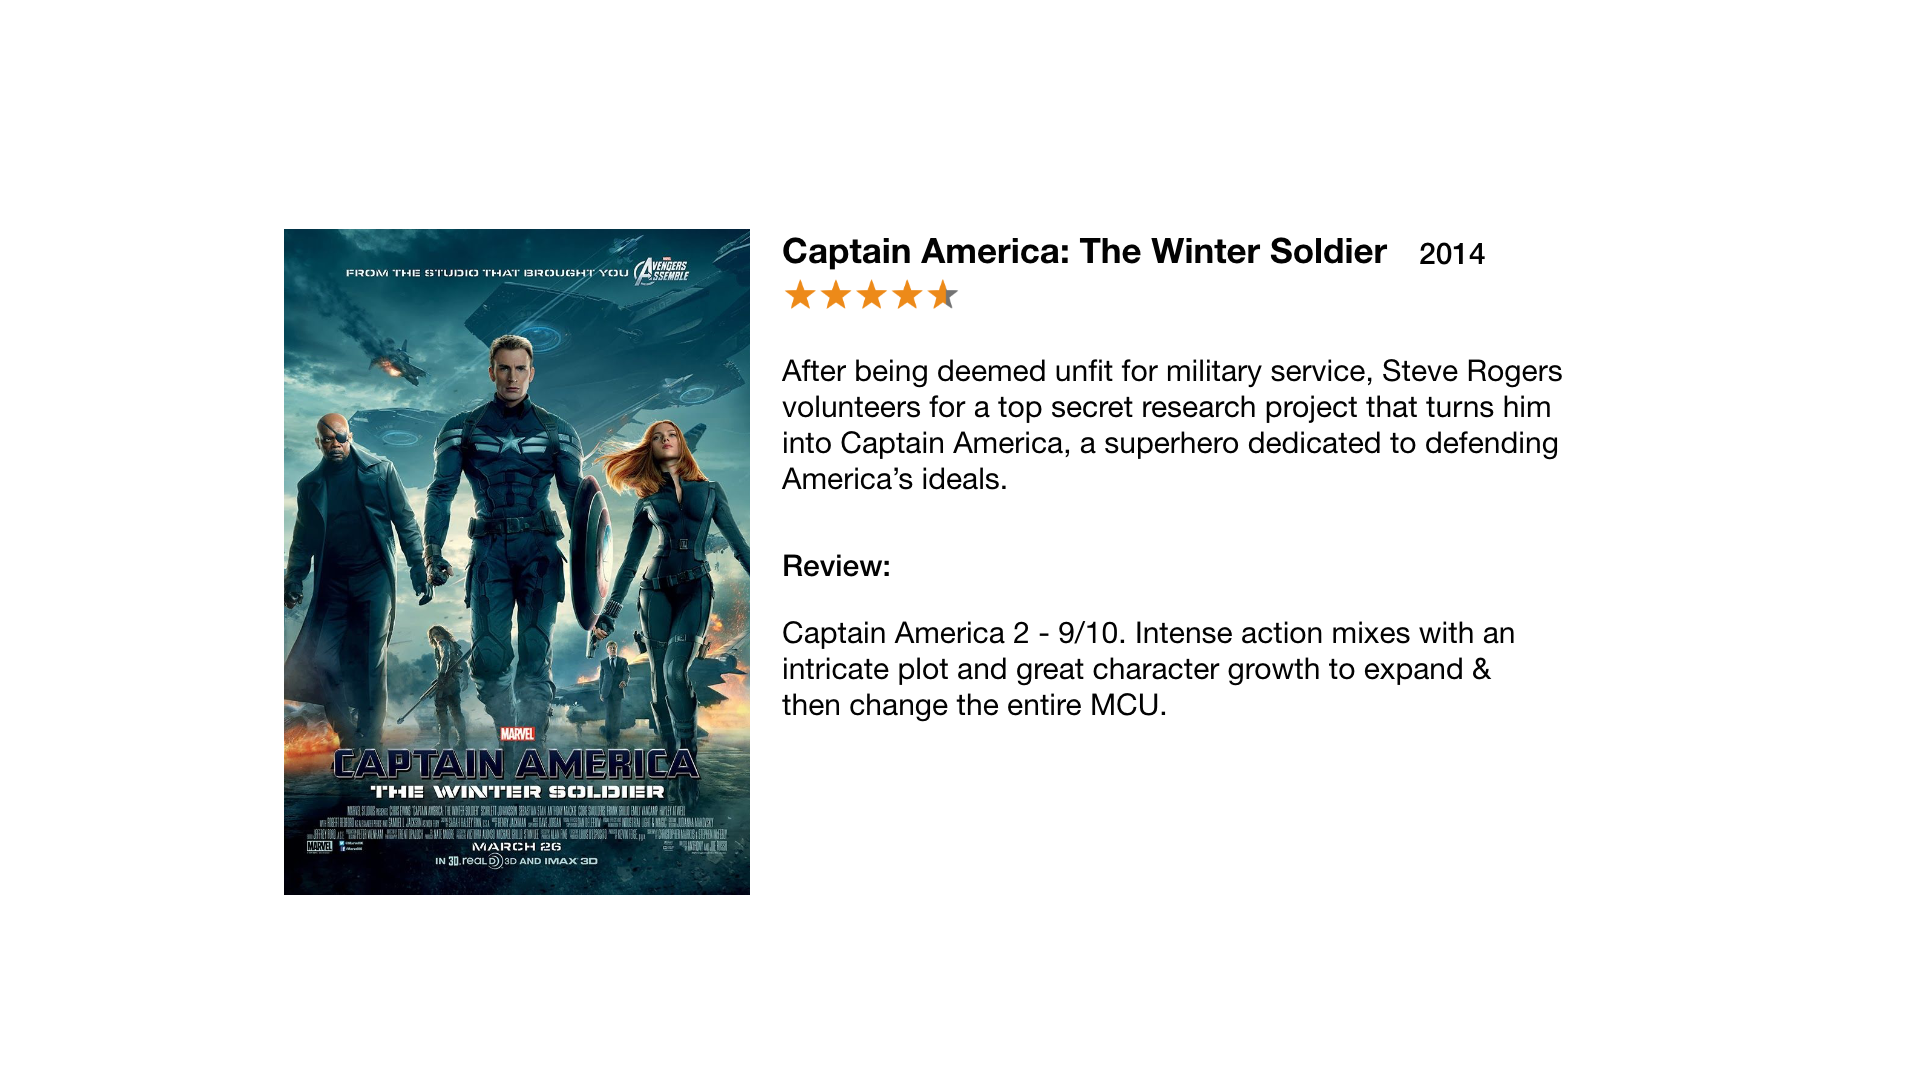 FROM THE STUDIO THAT BROUGHT YOU MARVEL AVENGERS ASSEMBLE
MARVEL
CAPTAIN AMERICA
THE WINTER SOLDIER
MARCH 26
IN 3D, REAL D 3D AND IMAX 3D
MARVEL
Captain America: The Winter Soldier 2014
After being deemed unfit for military service, Steve Rogers
volunteers for a top secret research project that turns him
into Captain America, a superhero dedicated to defending
America’s ideals.
Review:
Captain America 2 - 9/10. Intense action mixes with an
intricate plot and great character growth to expand &
then change the entire MCU.